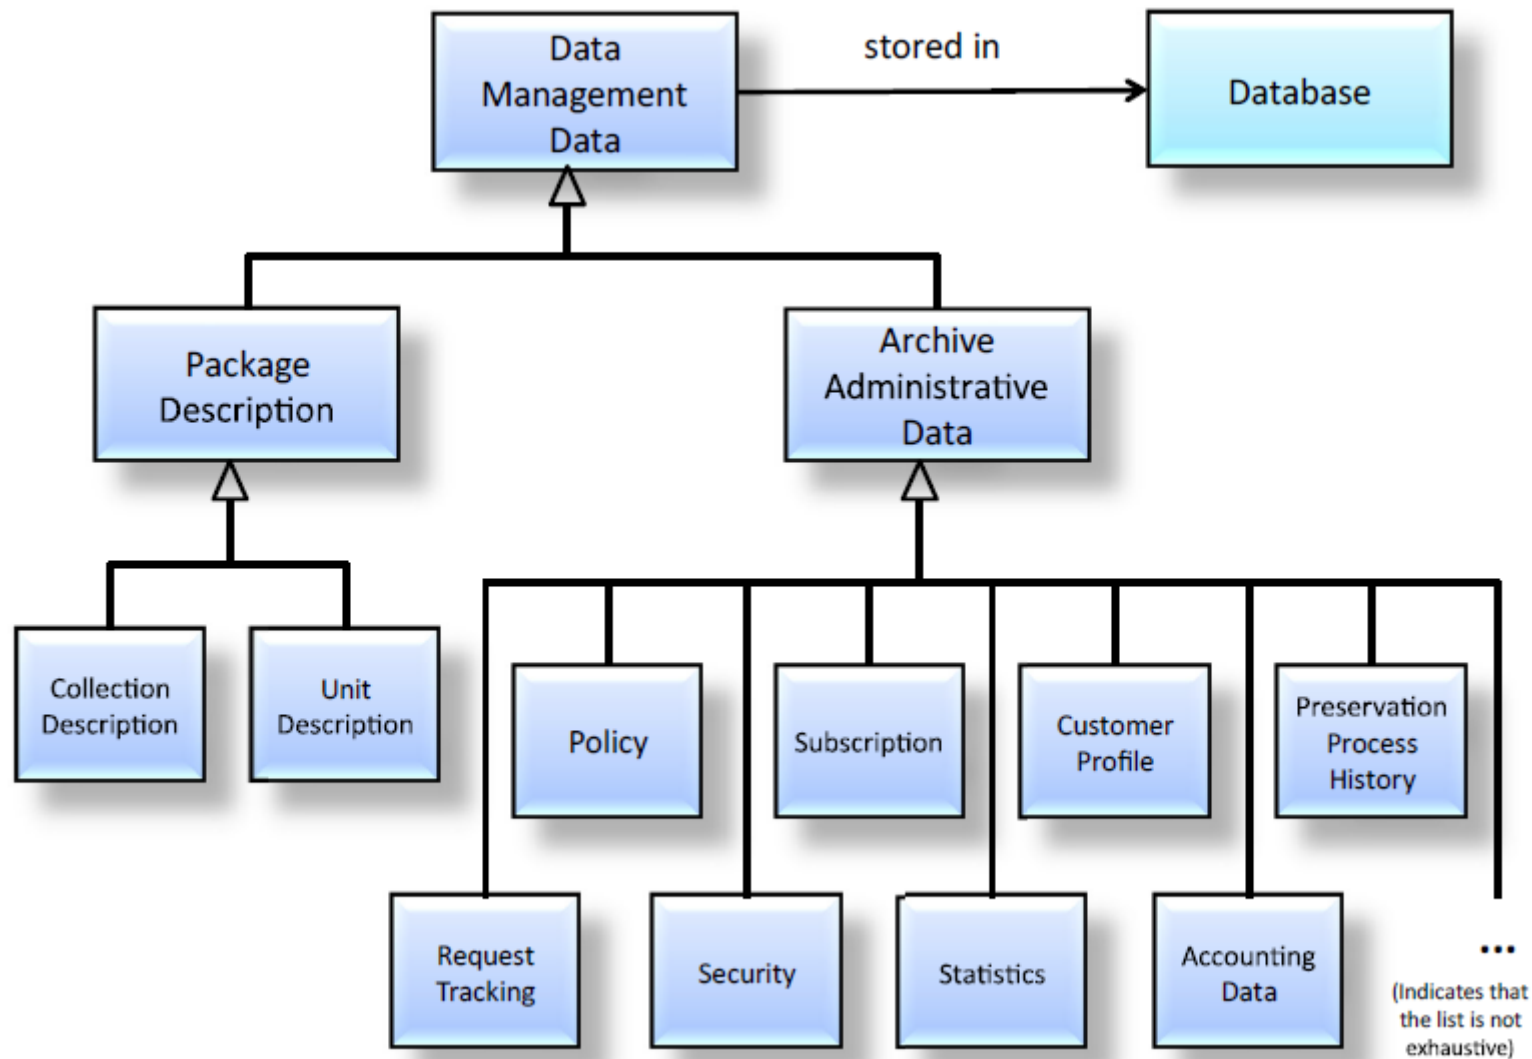 Data
Management
Data
stored in
Database
Package
Description
Archive
Administrative
Data
Collection
Description
Unit
Description
Policy
Subscription
Customer
Profile
Preservation
Process
History
Request
Tracking
Security
Statistics
Accounting
Data
...
(Indicates that
the list is not
exhaustive)